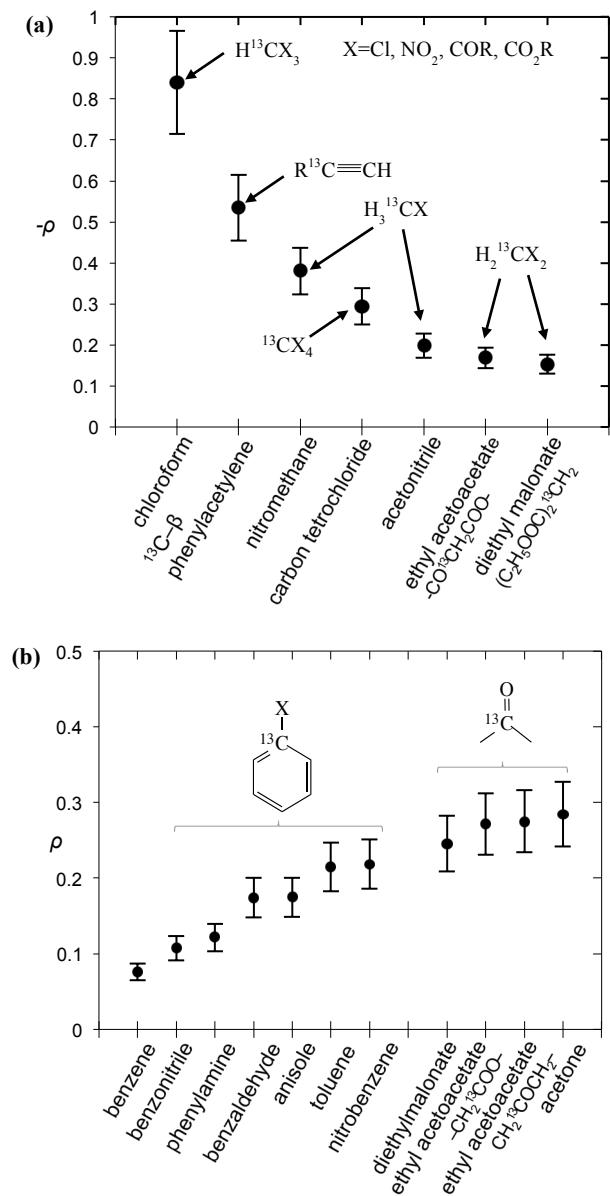 (a)
1
0.9
0.8
0.7
0.6
0.5
0.4
0.3
0.2
0.1
0
-ρ
H¹³CX₃
X=Cl, NO₂, COR, CO₂R
R¹³C≡CH
H₃¹³CX
H₂¹³CX₂
¹³CX₄
chloroform
¹³C–β
phenylacetylene
nitromethane
carbon tetrochloride
acetonitrile
ethyl acetoacetate
-CO¹³CH₂COO-
diethyl malonate
(C₂H₅OOC)₂¹³CH₂
(b)
0.5
0.4
0.3
0.2
0.1
0
ρ
X
¹³C
O
¹³C
benzene
benzonitrile
phenylamine
benzaldehyde
anisole
toluene
nitrobenzene
diethylmalonate
ethyl acetoacetate
-CH₂¹³COO-
ethyl acetoacetate
CH₂¹³COCH₂–
acetone